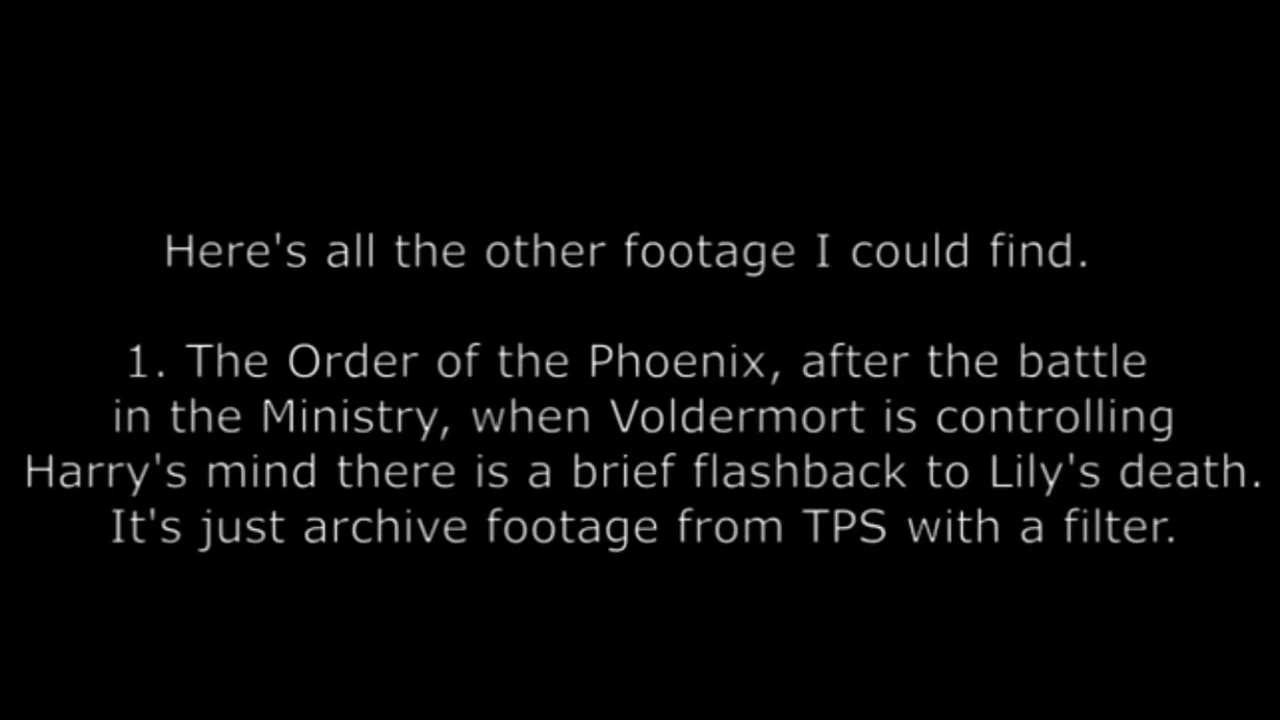 Here's all the other footage I could find.
1. The Order of the Phoenix, after the battle
in the Ministry, when Voldermort is controlling
Harry's mind there is a brief flashback to Lily's death.
It's just archive footage from TPS with a filter.